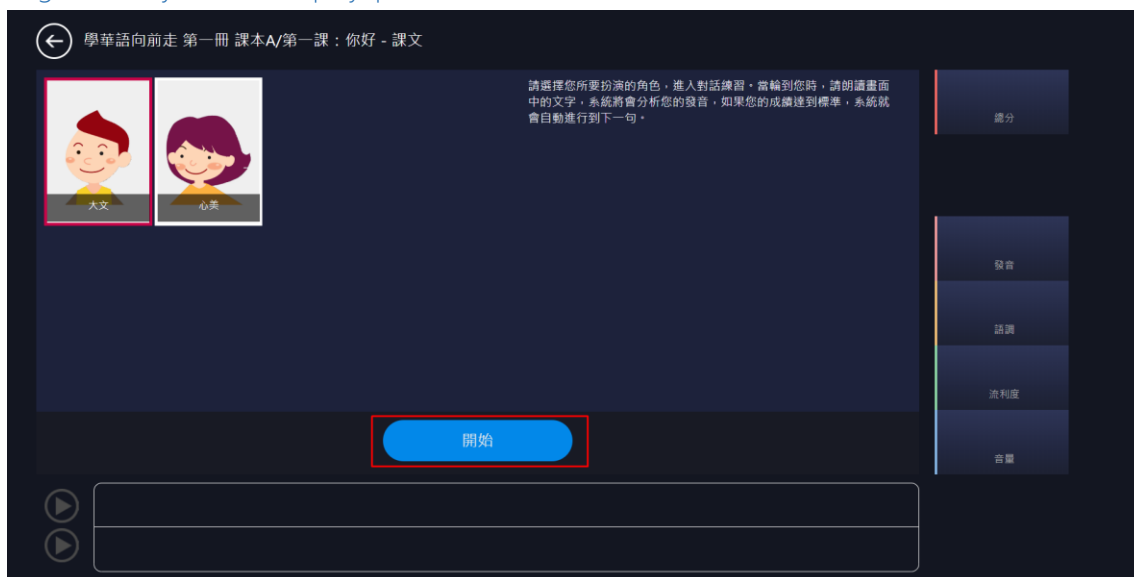 學華語向前走 第一冊 課本A/第一課：你好 - 課文
請選擇您所要扮演的角色，進入對話練習。當輪到您時，請朗讀畫面
中的文字，系統將會分析您的發音，如果您的成績達到標準，系統就
會自動進行到下一句。
大文
心美
總分
發音
語調
流利度
音量
開始